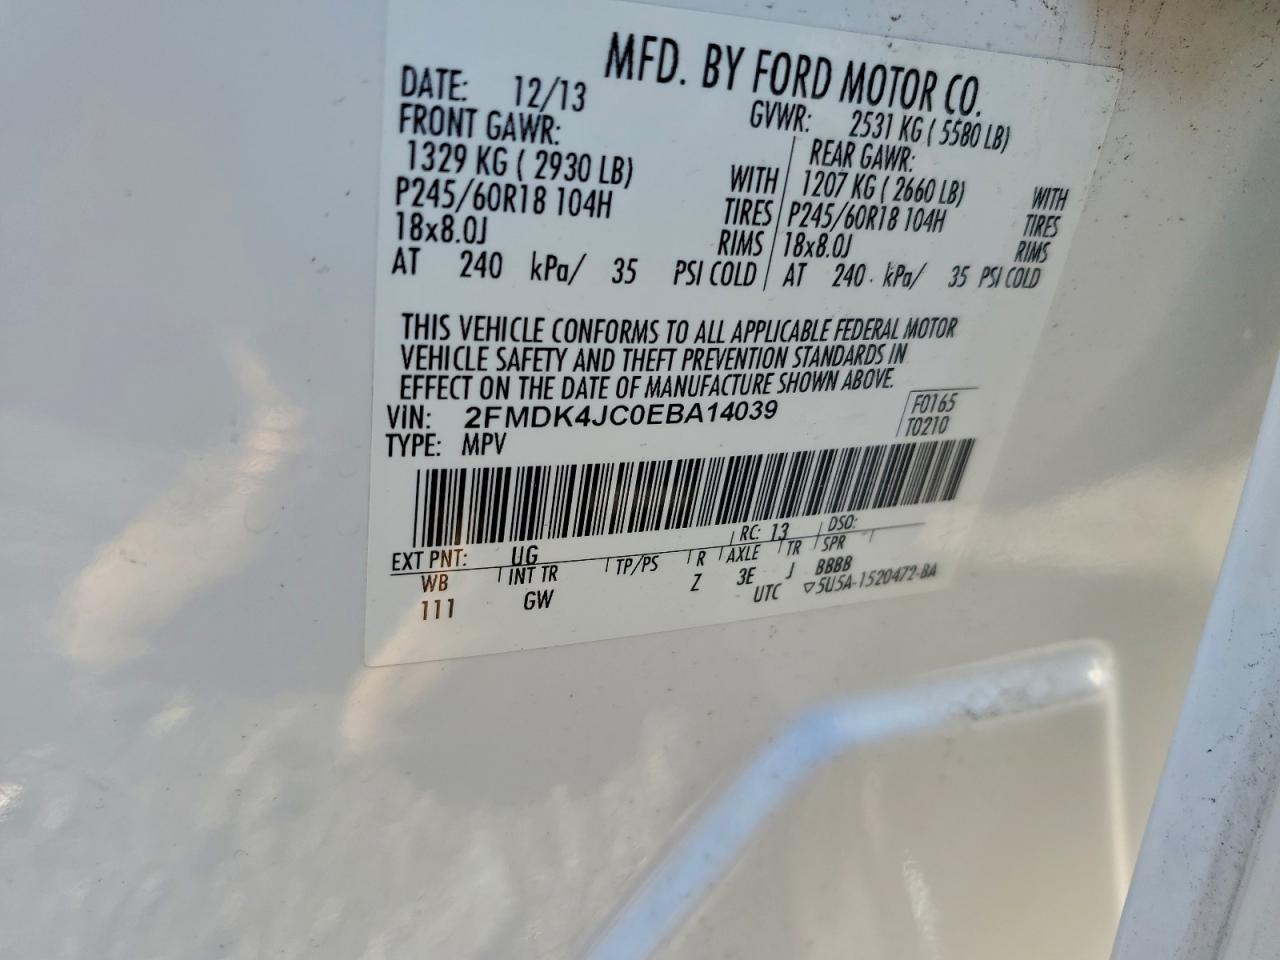 MFD. BY FORD MOTOR CO.
DATE: 12/13 GVWR: 2531 KG ( 5580 LB)
FRONT GAWR: REAR GAWR:
1329 KG ( 2930 LB) WITH 1207 KG ( 2660 LB) WITH
P245/60R18 104H TIRES P245/60R18 104H TIRES
18x8.0J RIMS 18x8.0J RIMS
AT 240 kPa/ 35 PSI COLD AT 240 kPa/ 35 PSI COLD
THIS VEHICLE CONFORMS TO ALL APPLICABLE FEDERAL MOTOR
VEHICLE SAFETY AND THEFT PREVENTION STANDARDS IN
EFFECT ON THE DATE OF MANUFACTURE SHOWN ABOVE.
VIN: 2FMDK4JC0EBA14039 F0165
TYPE: MPV T0210
EXT PNT: UG RC: 13 DSO:
WB INT TR TP/PS R AXLE TR SPR
111 GW Z 3E J BBBB
UTC ▽5U5A-1520472-BA